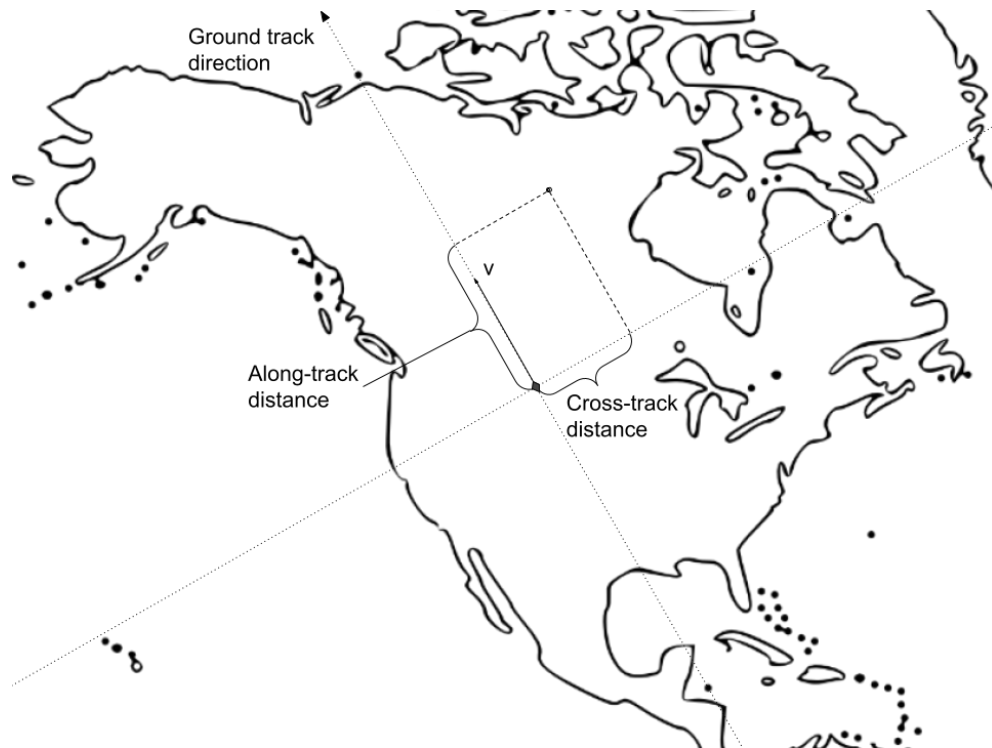 Ground track
direction
v
Along-track
distance
Cross-track
distance